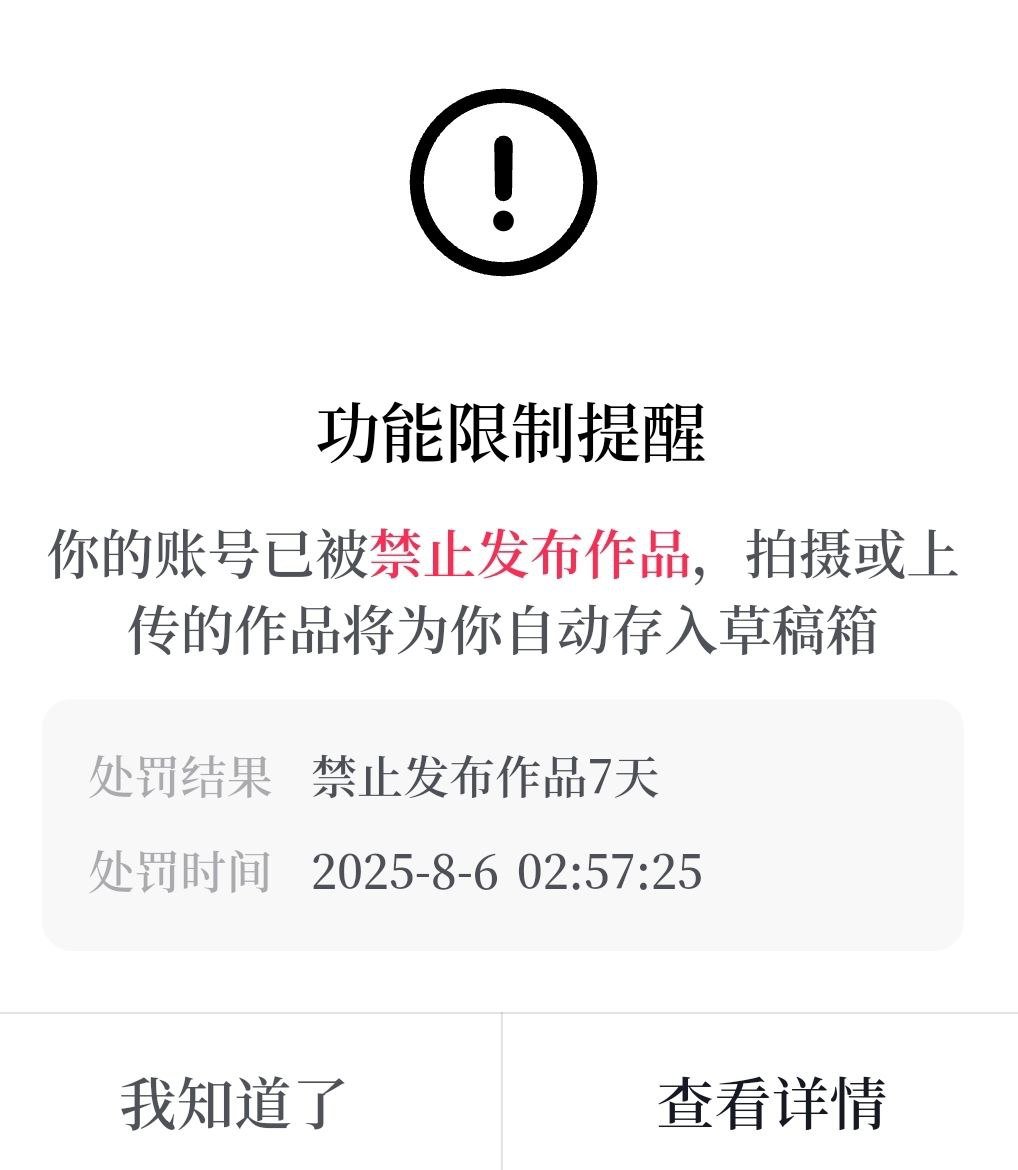 功能限制提醒
你的账号已被禁止发布作品，拍摄或上
传的作品将为你自动存入草稿箱
处罚结果 禁止发布作品7天
处罚时间 2025-8-6 02:57:25
我知道了 查看详情